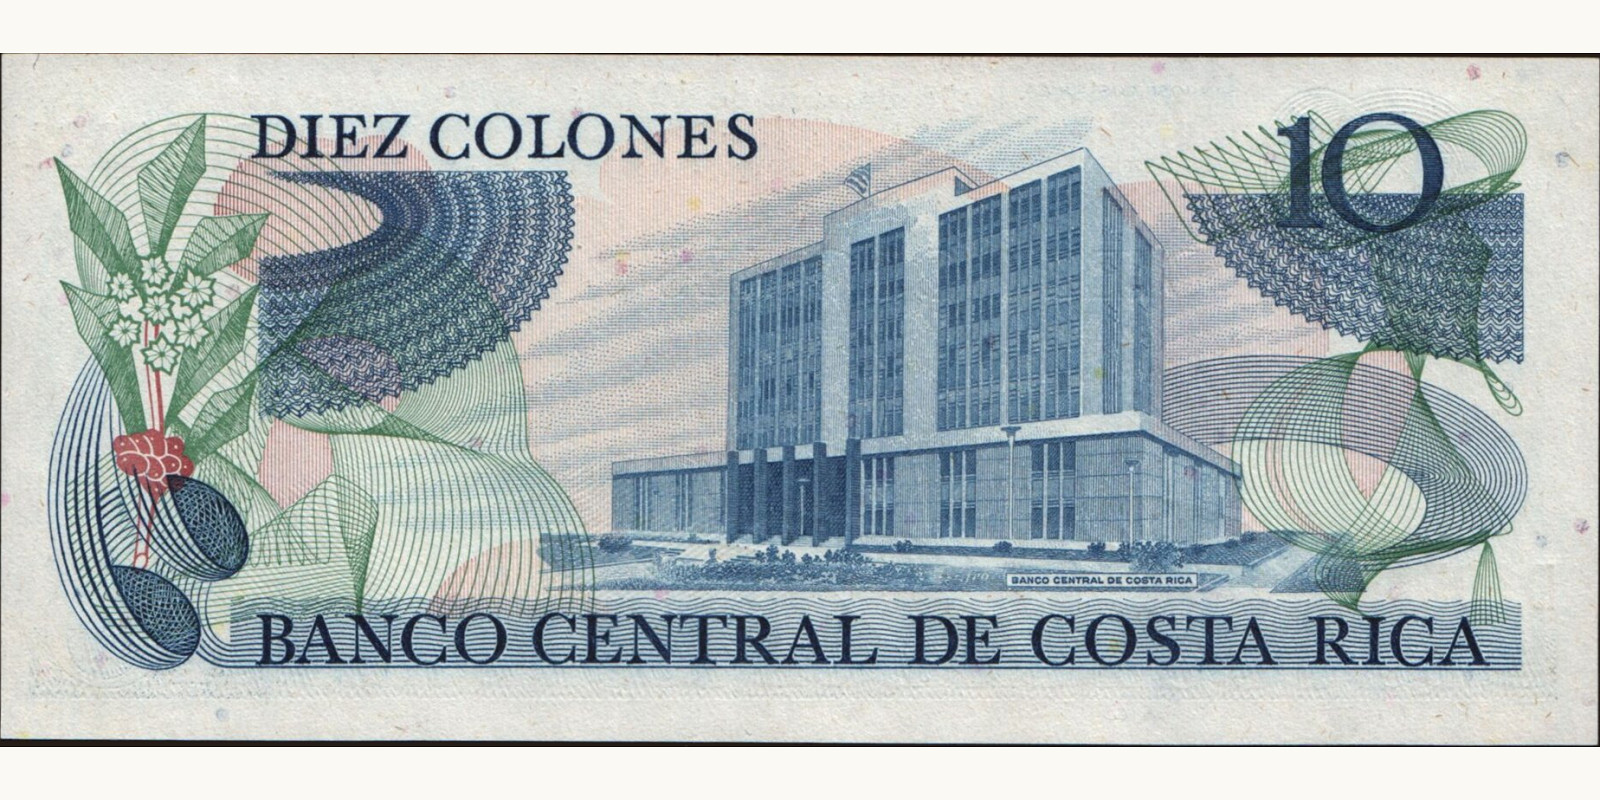 DIEZ COLONES
10
BANCO CENTRAL DE COSTA RICA
BANCO CENTRAL DE COSTA RICA